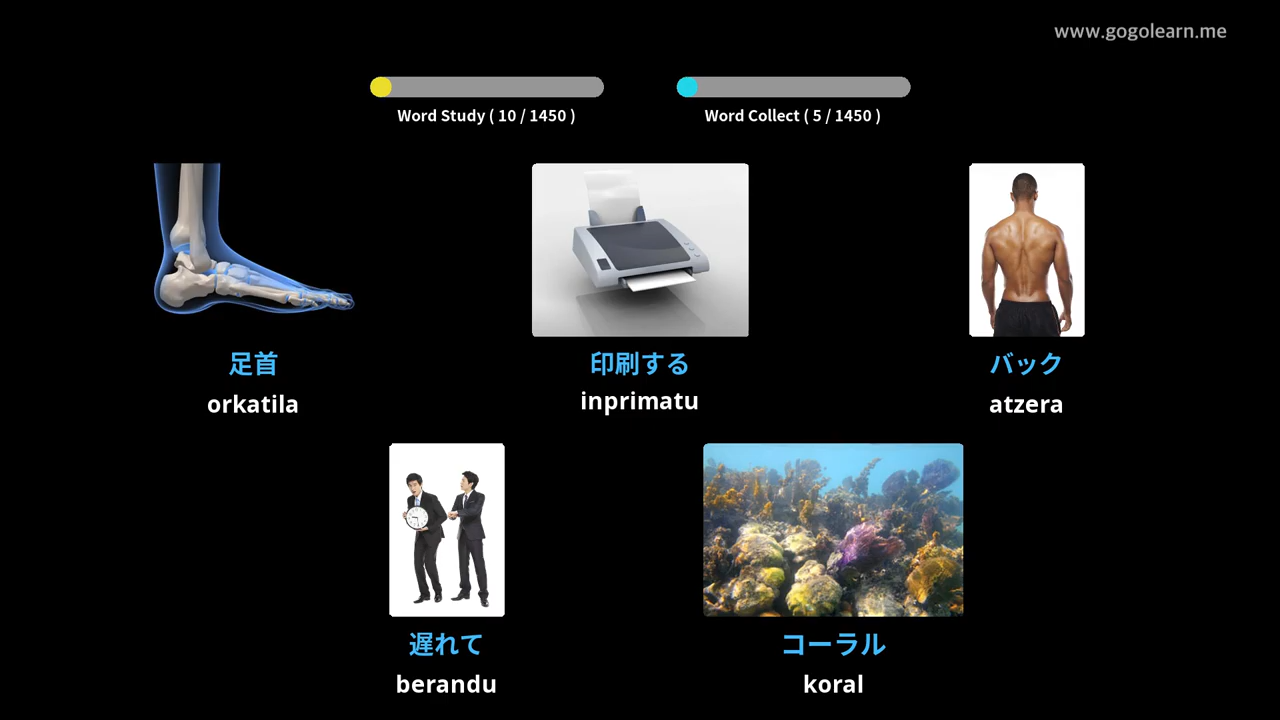 www.gogolearn.me
Word Study ( 10 / 1450 )
Word Collect ( 5 / 1450 )
足首
orkatila
印刷する
inprimatu
バック
atzera
遅れて
berandu
コーラル
koral